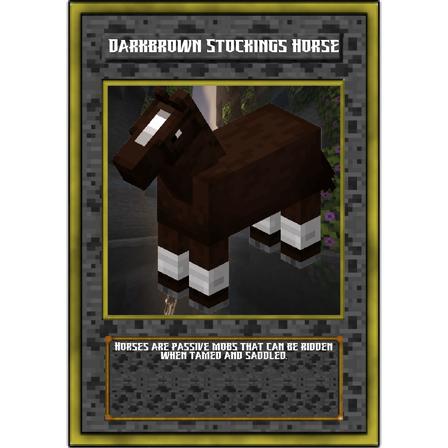 Darkbrown Stockings Horse
Horses are passive mobs that can be ridden
when tamed and saddled.